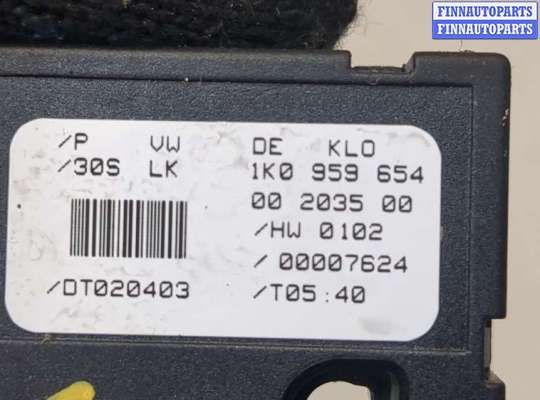 FINNAUTOPARTS
FINNAUTOPARTS
/P VW DE KLO
/30S LK 1K0 959 654
00 2035 00
/HW 0102
/ 00007624
/DT020403 /T05:40